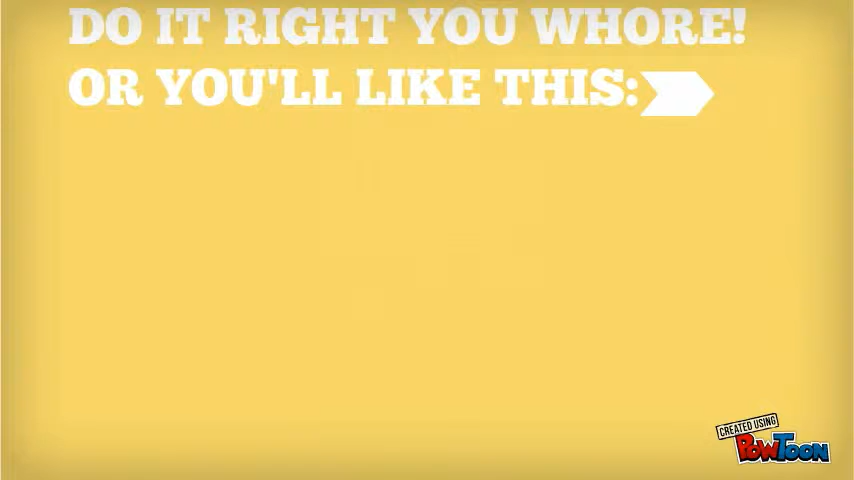 DO IT RIGHT YOU WHORE!
OR YOU'LL LIKE THIS:
CREATED USING
POWTOON